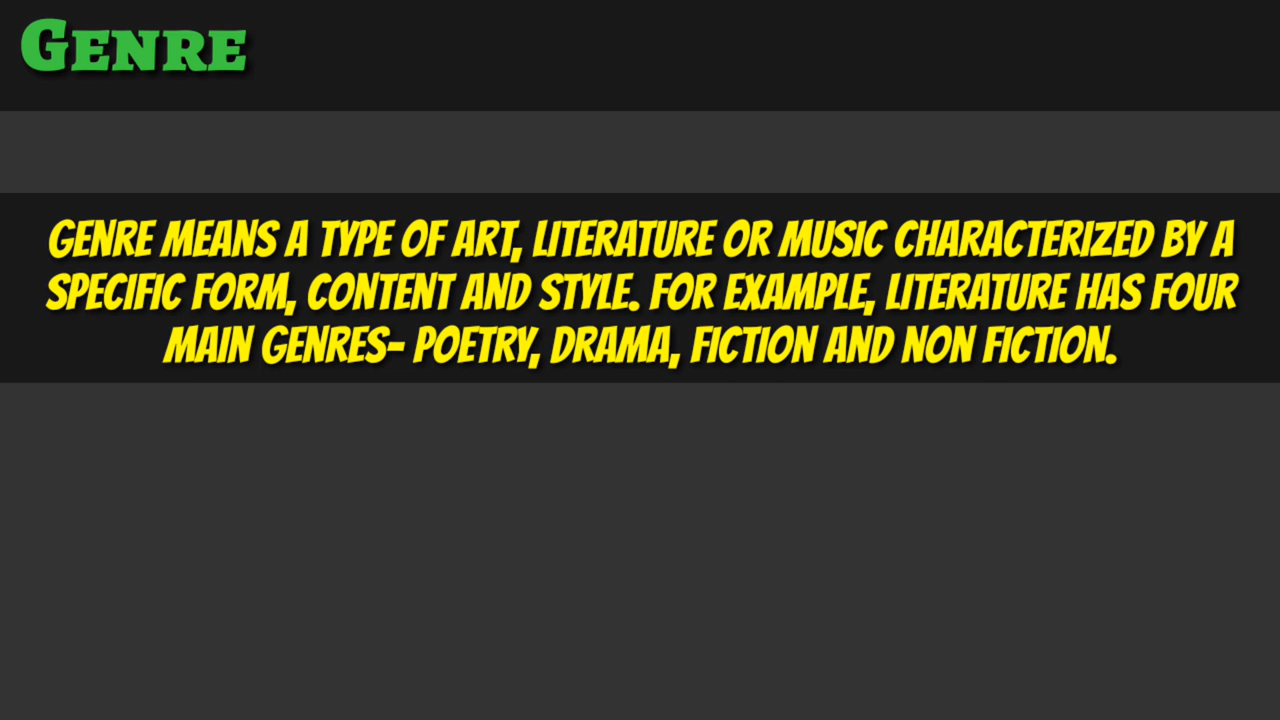 Genre
GENRE MEANS A TYPE OF ART, LITERATURE OR MUSIC CHARACTERIZED BY A
SPECIFIC FORM, CONTENT AND STYLE. FOR EXAMPLE, LITERATURE HAS FOUR
MAIN GENRES- POETRY, DRAMA, FICTION AND NON FICTION.